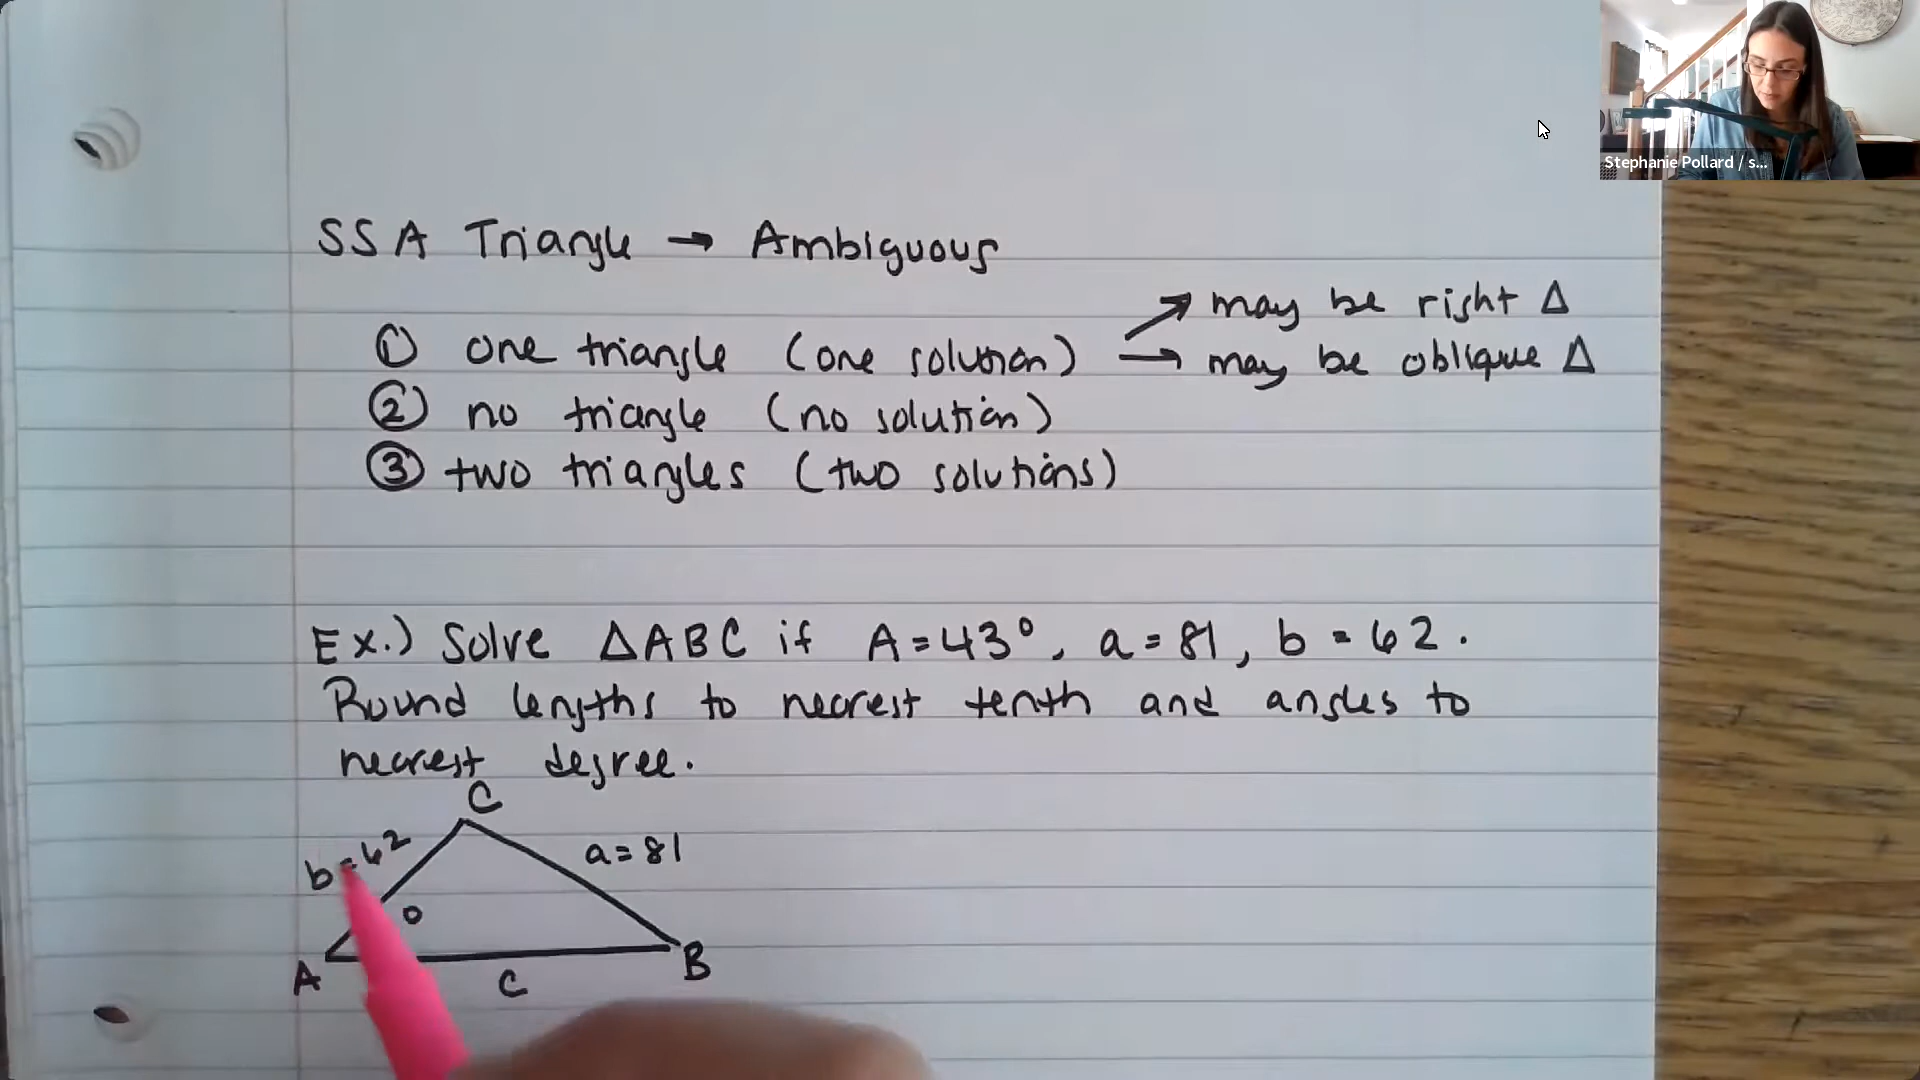 Stephanie Pollard / s...
SSA Triangle → Ambiguous
① one triangle (one solution) ↗ may be right Δ
→ may be oblique Δ
② no triangle (no solution)
③ two triangles (two solutions)
Ex.) Solve ΔABC if A=43°, a=81, b=62.
Round lengths to nearest tenth and angles to
nearest degree.
C
b=62
a=81
A
B
c